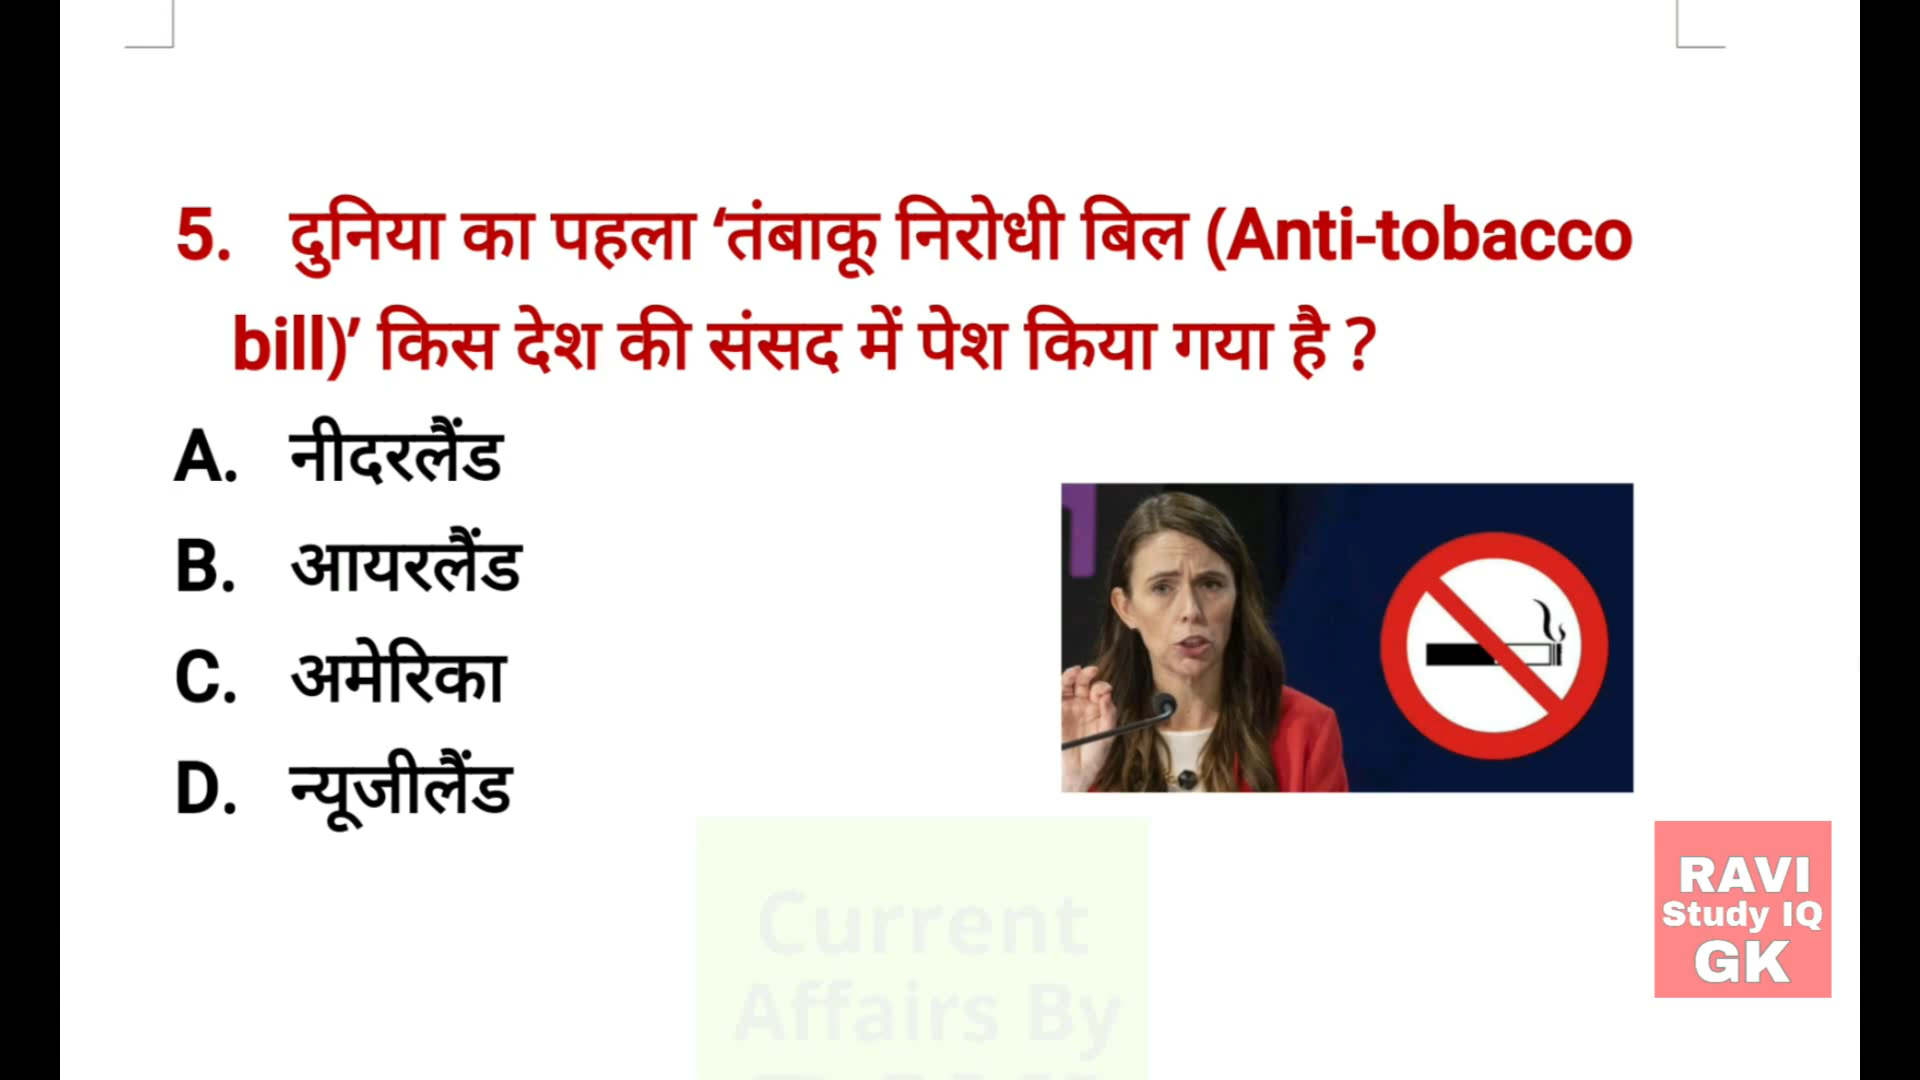 5. दुनिया का पहला ‘तंबाकू निरोधी बिल (Anti-tobacco
bill)’ किस देश की संसद में पेश किया गया है ?
A. नीदरलैंड
B. आयरलैंड
C. अमेरिका
D. न्यूजीलैंड
RAVI
Study IQ
GK
Current
Affairs By